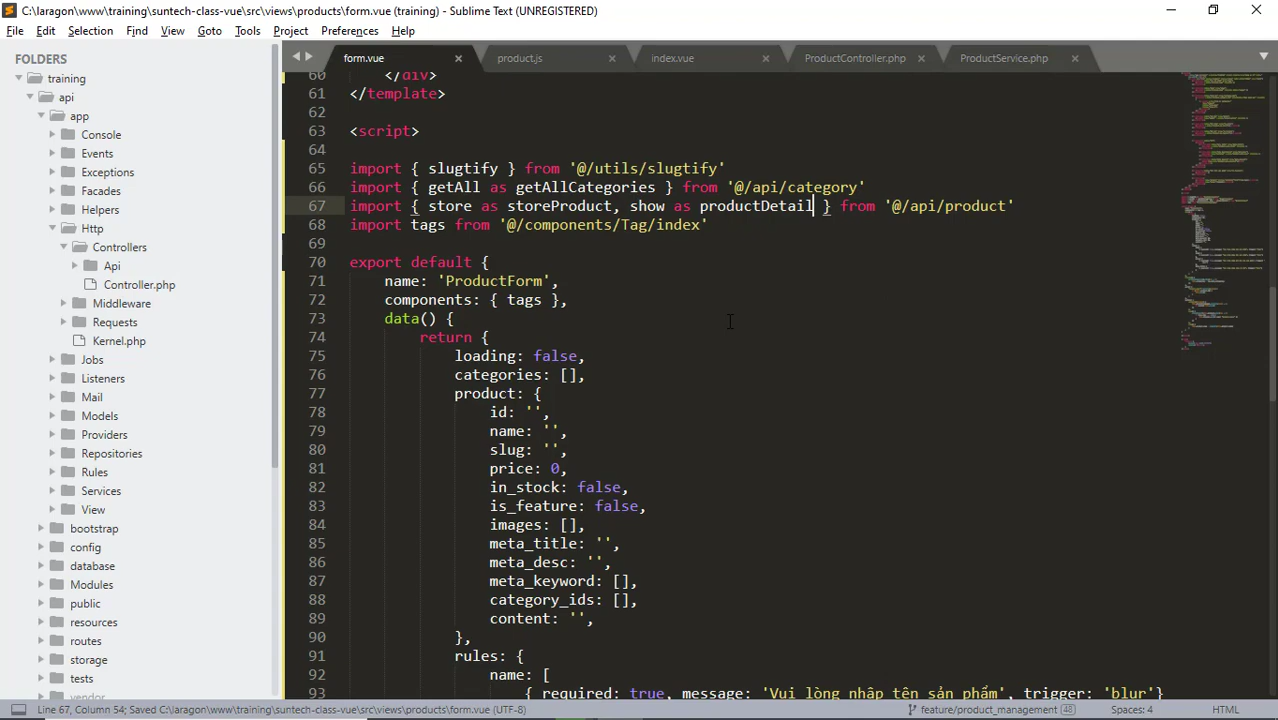 C:\laragon\www\training\suntech-class-vue\src\views\products\form.vue (training) - Sublime Text (UNREGISTERED)
File Edit Selection Find View Goto Tools Project Preferences Help
FOLDERS
training
api
app
Console
Events
Exceptions
Facades
Helpers
Http
Controllers
Api
Controller.php
Middleware
Requests
Kernel.php
Jobs
Listeners
Mail
Models
Providers
Repositories
Rules
Services
View
bootstrap
config
database
Modules
public
resources
routes
storage
tests
vendor
form.vue product.js index.vue ProductController.php ProductService.php
60 </div>
61 </template>
62
63 <script>
64
65 import { slugtify } from '@/utils/slugtify'
66 import { getAll as getAllCategories } from '@/api/category'
67 import { store as storeProduct, show as productDetail } from '@/api/product'
68 import tags from '@/components/Tag/index'
69
70 export default {
71 name: 'ProductForm',
72 components: { tags },
73 data() {
74 return {
75 loading: false,
76 categories: [],
77 product: {
78 id: '',
79 name: '',
80 slug: '',
81 price: 0,
82 in_stock: false,
83 is_feature: false,
84 images: [],
85 meta_title: '',
86 meta_desc: '',
87 meta_keyword: [],
88 category_ids: [],
89 content: '',
90 },
91 rules: {
92 name: [
93 { required: true, message: 'Vui lòng nhập tên sản phẩm', trigger: 'blur'}
Line 67, Column 54; Saved C:\laragon\www\training\suntech-class-vue\src\views\products\form.vue (UTF-8) feature/product_management 48 Spaces: 4 HTML